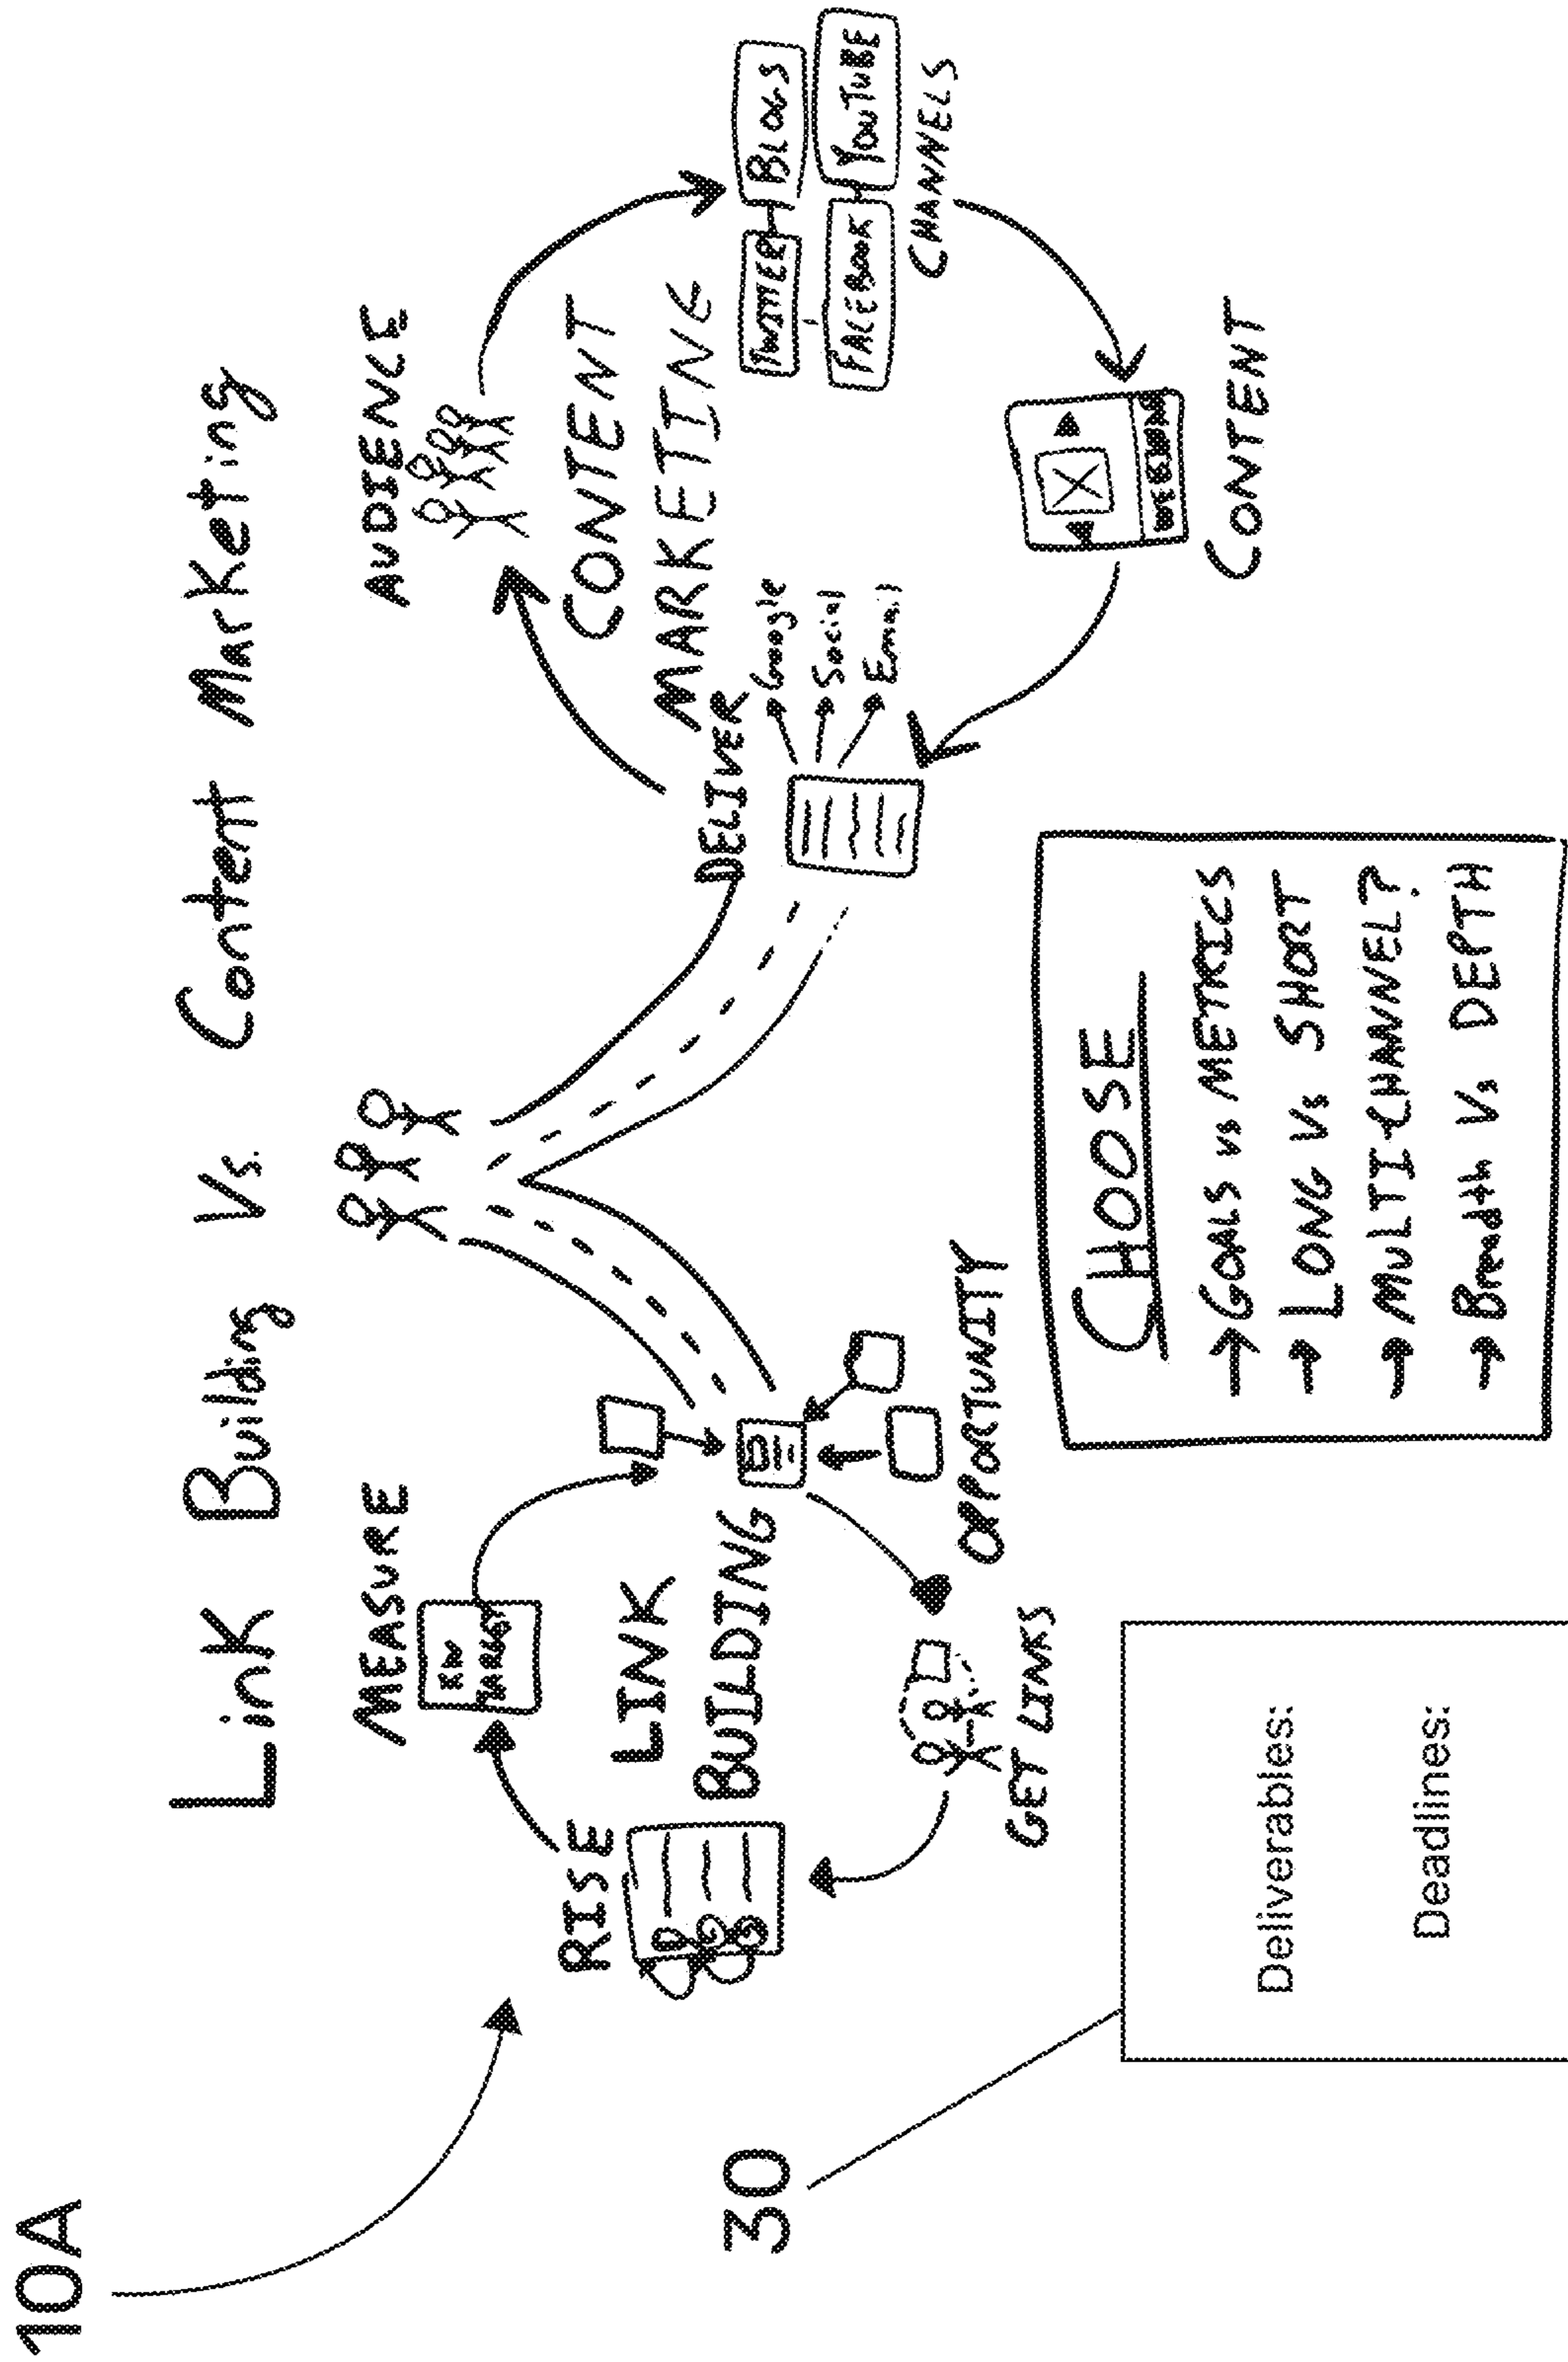 10A
Link Building Vs. Content Marketing
MEASURE
KW
TARGET
RISE
LINK
BUILDING
OPPORTUNITY
GET LINKS
AUDIENCE
CONTENT
MARKETING
DELIVER
Google
Social
Email
TWITTER
BLOGS
FACEBOOK
YOUTUBE
CHANNELS
CONTENT
30
Deliverables:
Deadlines:
CHOOSE
→ GOALS vs METRICS
→ LONG Vs SHORT
→ MULTI-CHANNEL?
→ Breadth Vs DEPTH